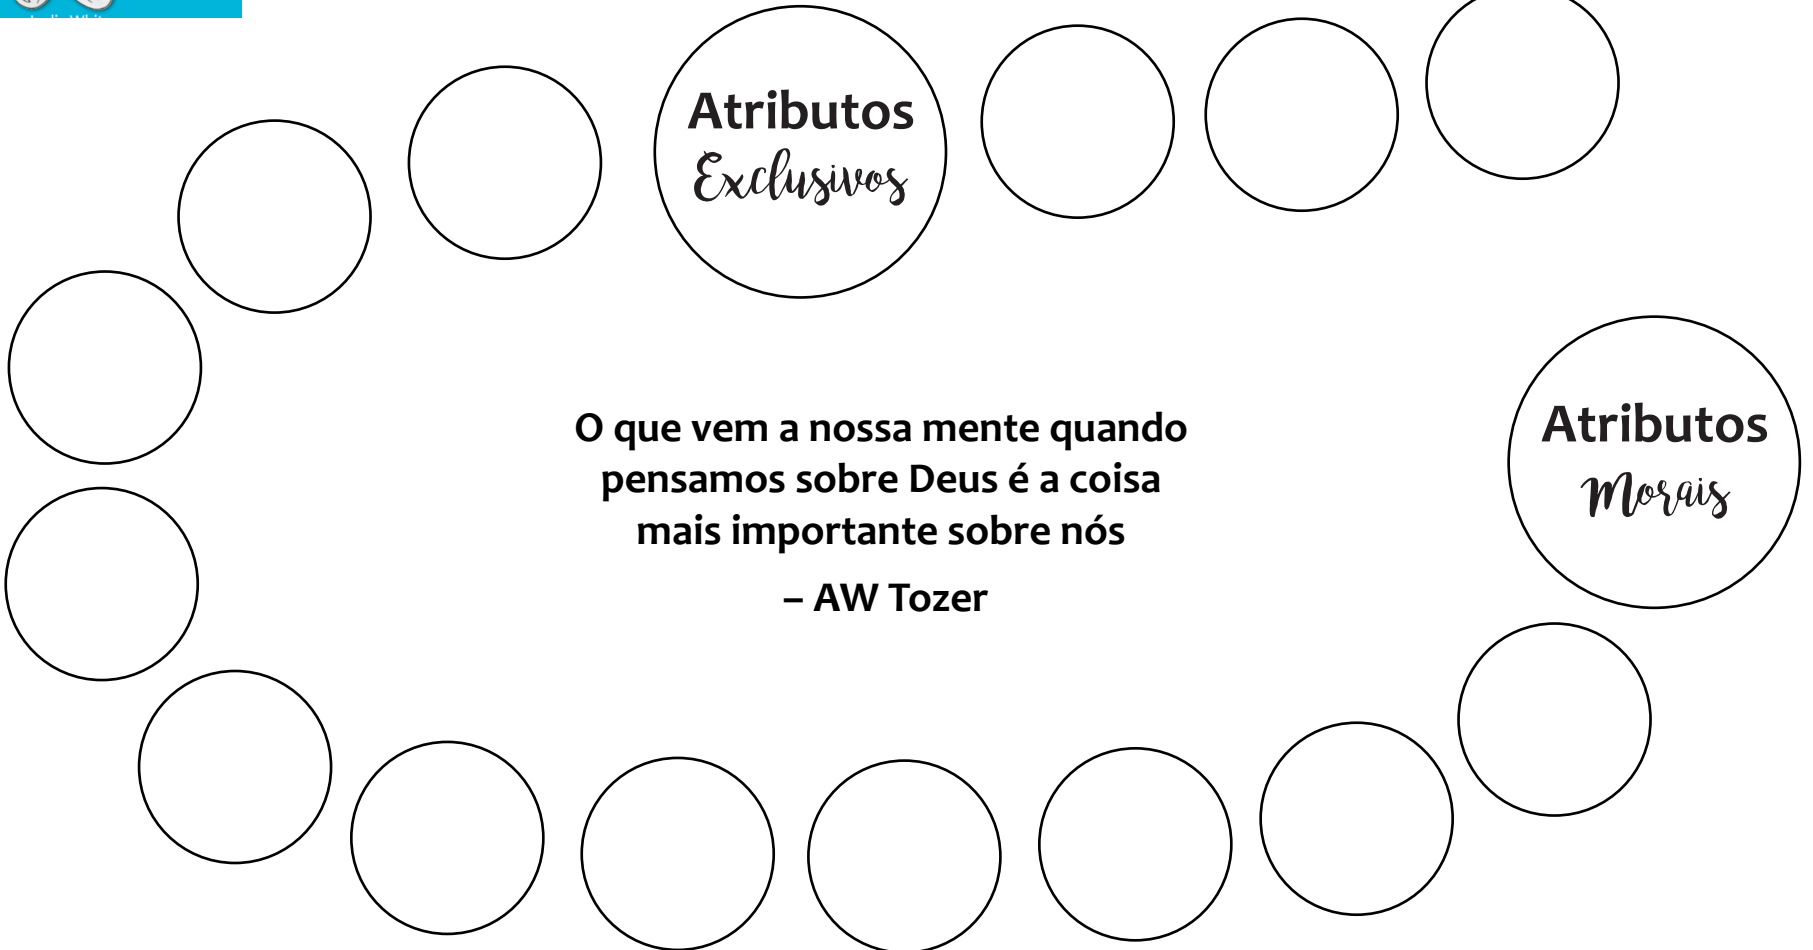 Atributos
Exclusivos
Atributos
Morais
O que vem a nossa mente quando
pensamos sobre Deus é a coisa
mais importante sobre nós
– AW Tozer